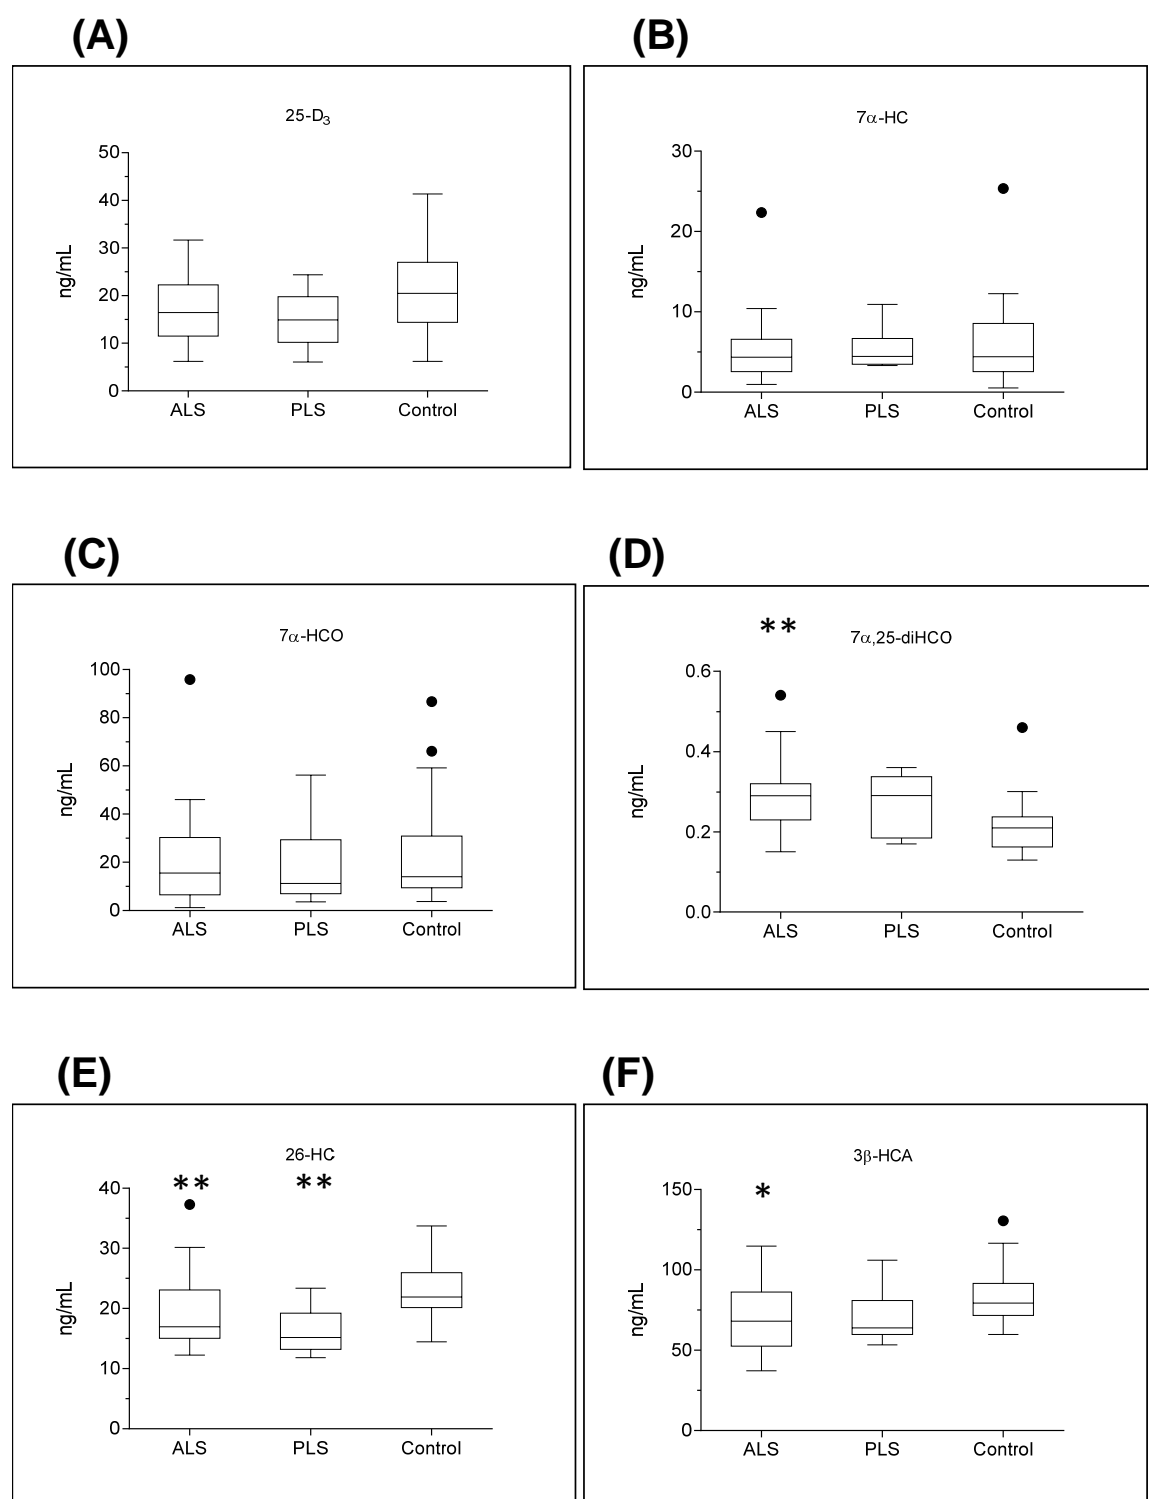 (A)
25-D3
50
40
30
20
10
0
ng/mL
ALS PLS Control
(B)
7α-HC
30
20
10
0
ng/mL
ALS PLS Control
(C)
7α-HCO
100
80
60
40
20
0
ng/mL
ALS PLS Control
(D)
** 7α,25-diHCO
0.6
0.4
0.2
0.0
ng/mL
ALS PLS Control
(E)
26-HC
** **
40
30
20
10
0
ng/mL
ALS PLS Control
(F)
3β-HCA
*
150
100
50
0
ng/mL
ALS PLS Control